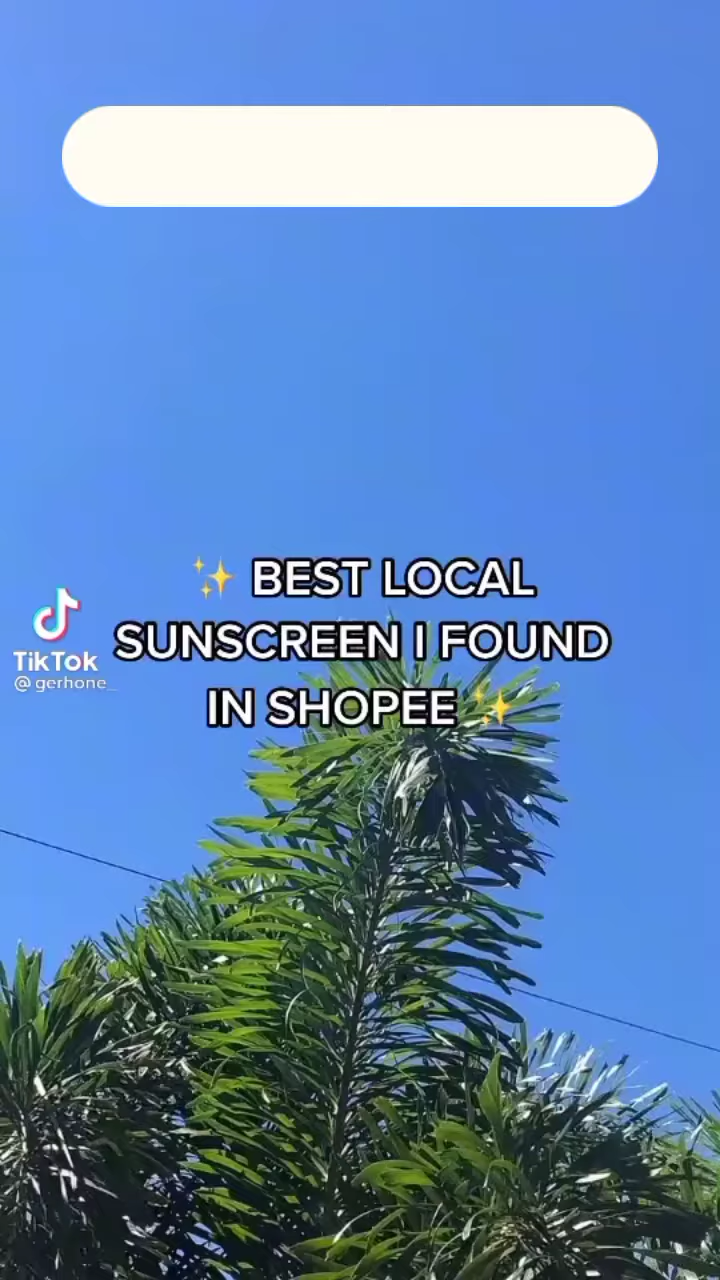 ✨ BEST LOCAL
SUNSCREEN I FOUND
IN SHOPEE ✨
TikTok
@gerhone_